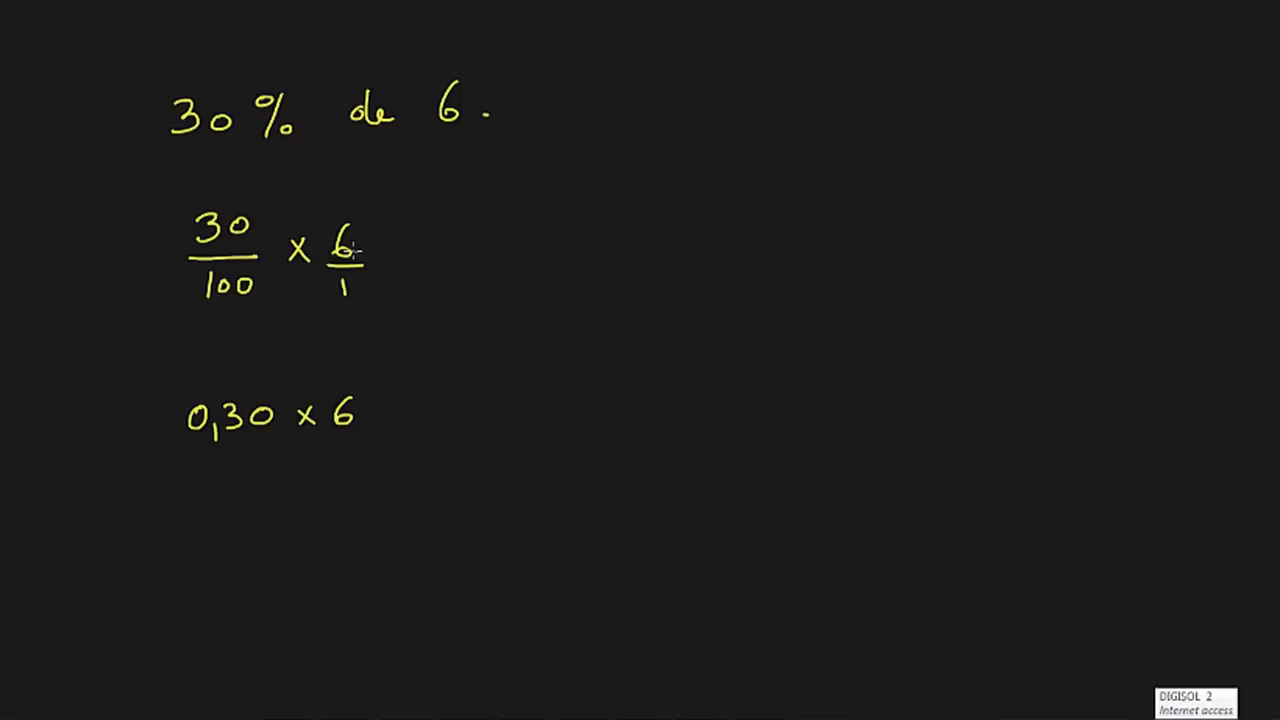 30% de 6.
30/100 × 6/1
0,30 × 6
DIGISOL 2
Internet access